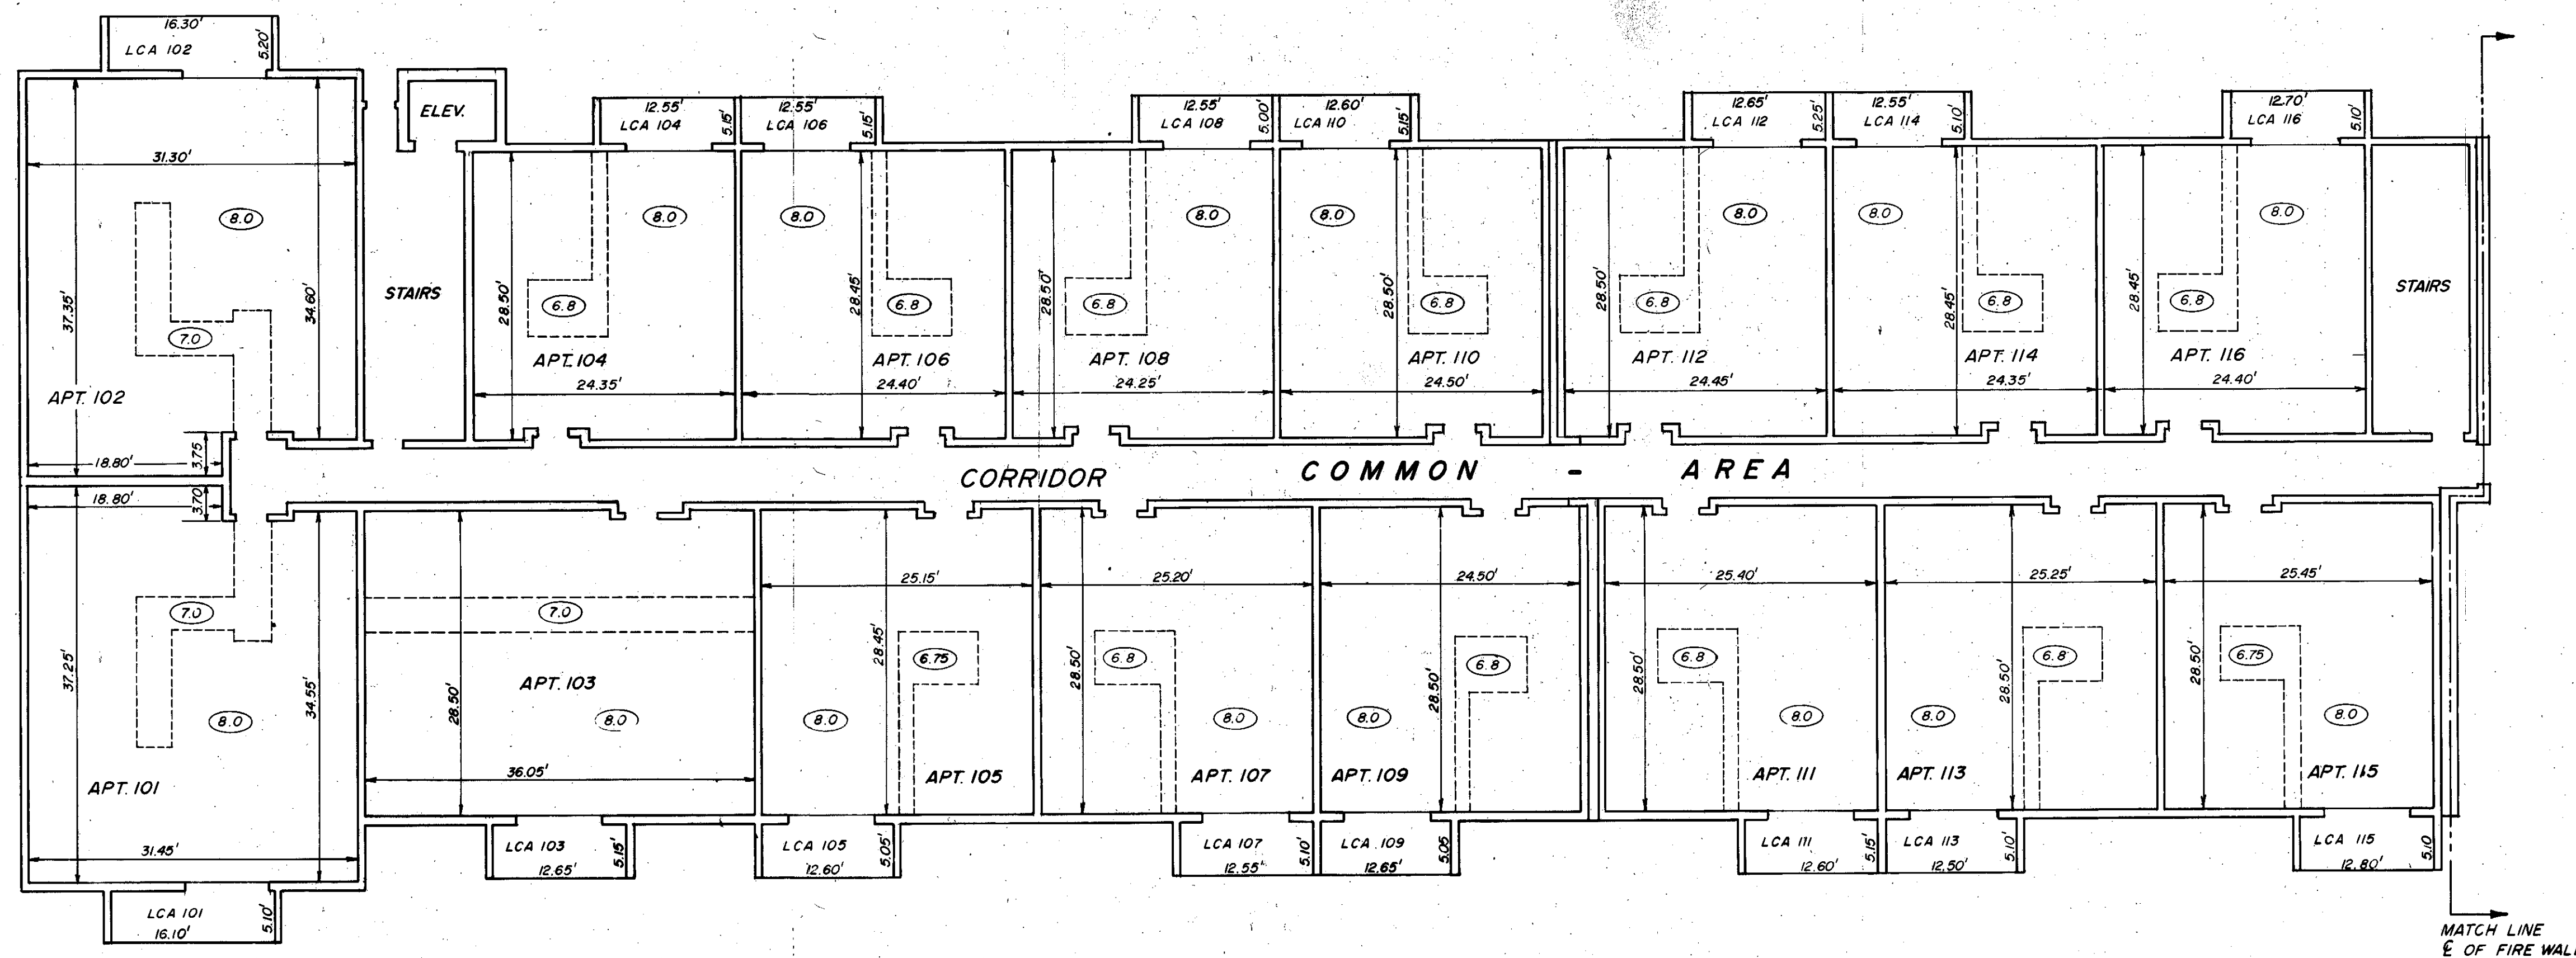 16.30'
LCA 102
5.20'
ELEV.
12.55'
LCA 104
5.15'
12.55'
LCA 106
5.15'
12.55'
LCA 108
5.00'
12.60'
LCA 110
5.15'
12.65'
LCA 112
5.25'
12.55'
LCA 114
5.10'
12.70'
LCA 116
5.10'
31.30'
8.0
37.35'
34.60'
7.0
APT. 102
18.80'
3.75
STAIRS
28.50'
8.0
6.8
APT. 104
24.35'
8.0
28.45'
6.8
APT. 106
24.40'
28.50'
8.0
6.8
APT. 108
24.25'
8.0
28.50'
6.8
APT. 110
24.50'
28.50'
8.0
6.8
APT. 112
24.45'
8.0
28.45'
6.8
APT. 114
24.35'
28.45'
8.0
6.8
APT. 116
24.40'
STAIRS
CORRIDOR
COMMON - AREA
18.80'
3.70
7.0
37.25'
34.55'
8.0
APT. 101
31.45'
LCA 101
16.10'
5.10'
7.0
APT. 103
28.50'
8.0
36.05'
LCA 103
12.65'
5.15'
25.15'
28.45'
6.75
8.0
APT. 105
LCA 105
12.60'
5.05'
25.20'
28.50'
6.8
8.0
APT. 107
LCA 107
12.55'
5.10'
24.50'
28.50'
6.8
8.0
APT. 109
LCA 109
12.65'
5.05
25.40'
28.50'
6.8
8.0
APT. 111
LCA 111
12.60'
5.15'
25.25'
28.50'
6.8
8.0
APT. 113
LCA 113
12.50'
5.10'
25.45'
28.50'
6.75
8.0
APT. 115
LCA 115
12.80'
5.10
MATCH LINE
℄ OF FIRE WALL